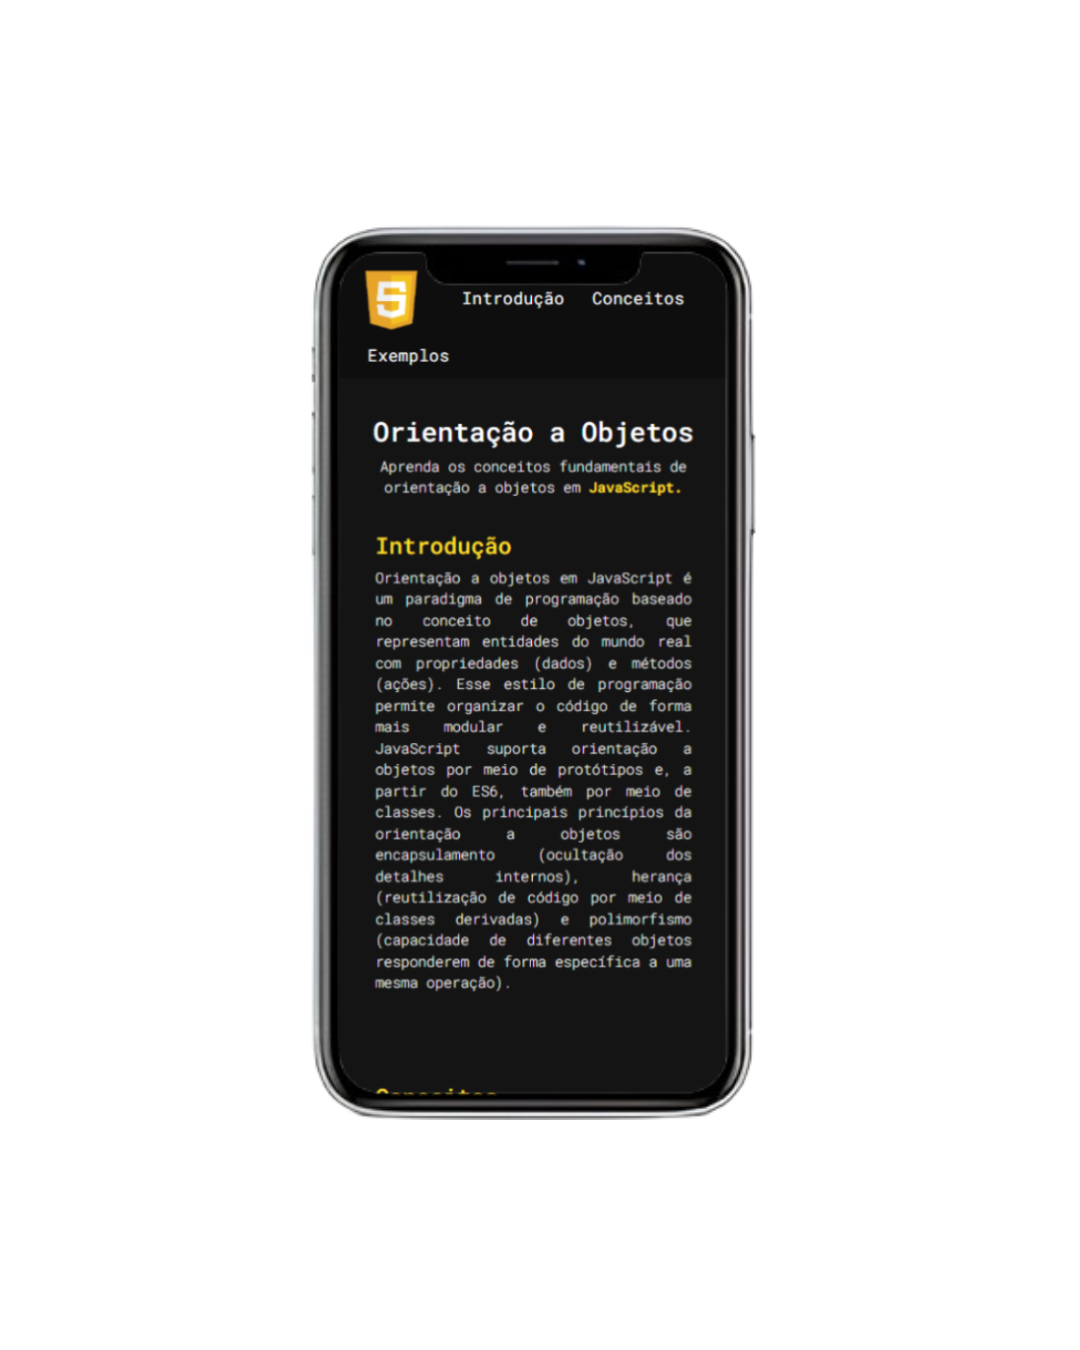 Introdução Conceitos
Exemplos
Orientação a Objetos
Aprenda os conceitos fundamentais de
orientação a objetos em JavaScript.
Introdução
Orientação a objetos em JavaScript é
um paradigma de programação baseado
no conceito de objetos, que
representam entidades do mundo real
com propriedades (dados) e métodos
(ações). Esse estilo de programação
permite organizar o código de forma
mais modular e reutilizável.
JavaScript suporta orientação a
objetos por meio de protótipos e, a
partir do ES6, também por meio de
classes. Os principais princípios da
orientação a objetos são
encapsulamento (ocultação dos
detalhes internos), herança
(reutilização de código por meio de
classes derivadas) e polimorfismo
(capacidade de diferentes objetos
responderem de forma específica a uma
mesma operação).
Conceitos